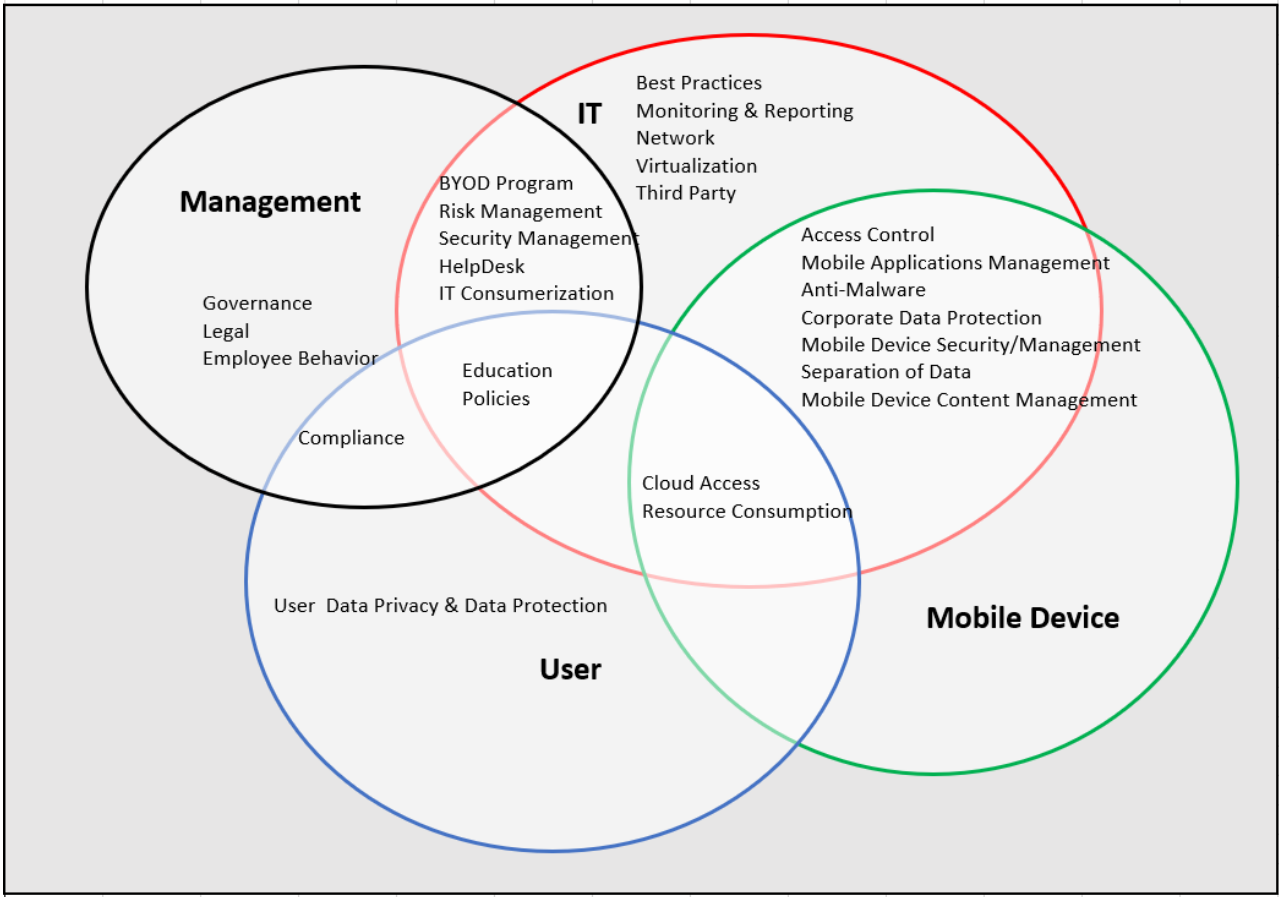 IT
Best Practices
Monitoring & Reporting
Network
Virtualization
Third Party
Management
BYOD Program
Risk Management
Security Management
HelpDesk
IT Consumerization
Access Control
Mobile Applications Management
Anti-Malware
Corporate Data Protection
Mobile Device Security/Management
Separation of Data
Mobile Device Content Management
Governance
Legal
Employee Behavior
Education
Policies
Compliance
Cloud Access
Resource Consumption
User  Data Privacy & Data Protection
User
Mobile Device